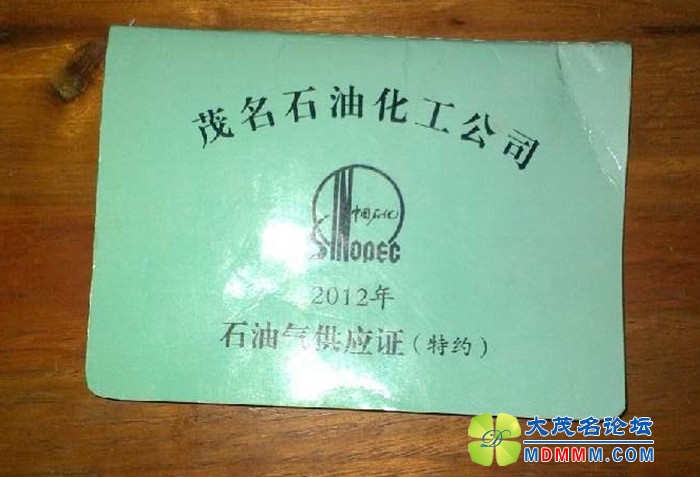 茂名石油化工公司
中国石化
SINOPEC
2012年
石油气供应证（特约）
大茂名论坛
MDMMM.COM